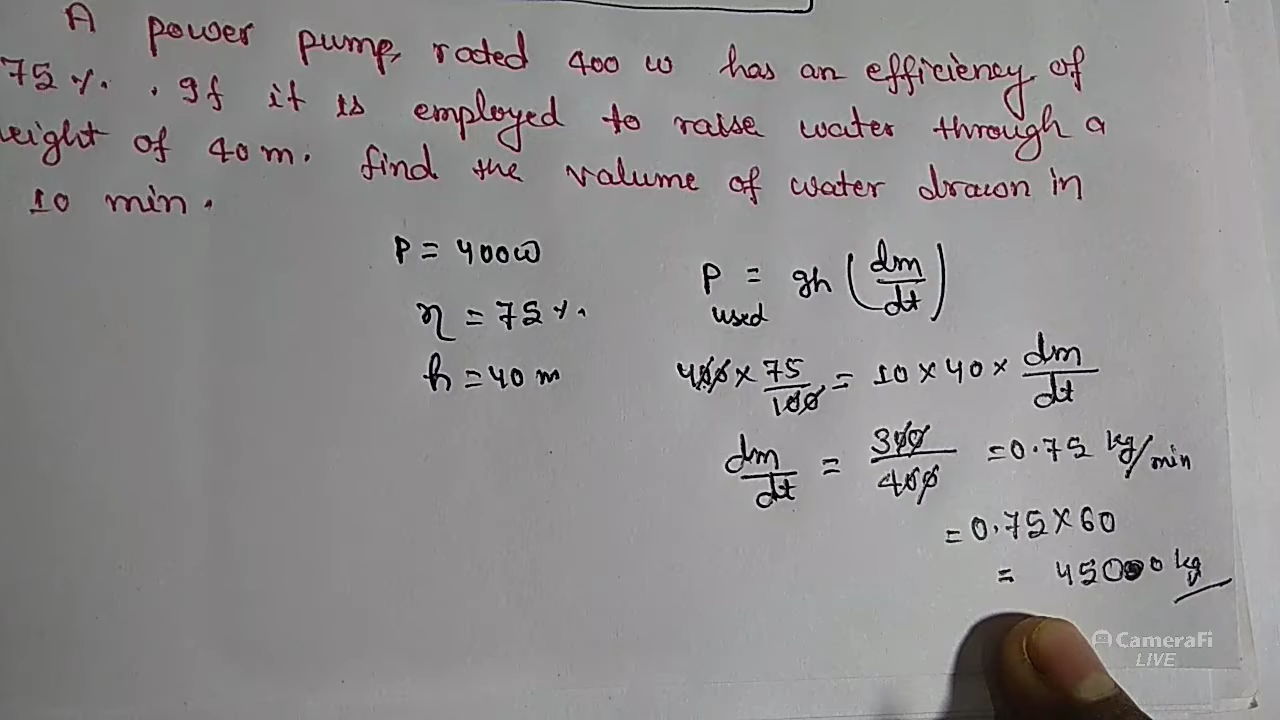 A power pump, rated 400 w has an efficiency of
75 %. . If it is employed to raise water through a
height of 40 m. find the valume of water drawn in
10 min.
P = 400w
η = 75 %.
h = 40 m
P used = gh (dm/dt)
400 × 75/100 = 10 × 40 × dm/dt
dm/dt = 300/400 = 0.75 kg/min
= 0.75 × 60
= 45000 kg
CameraFi
LIVE